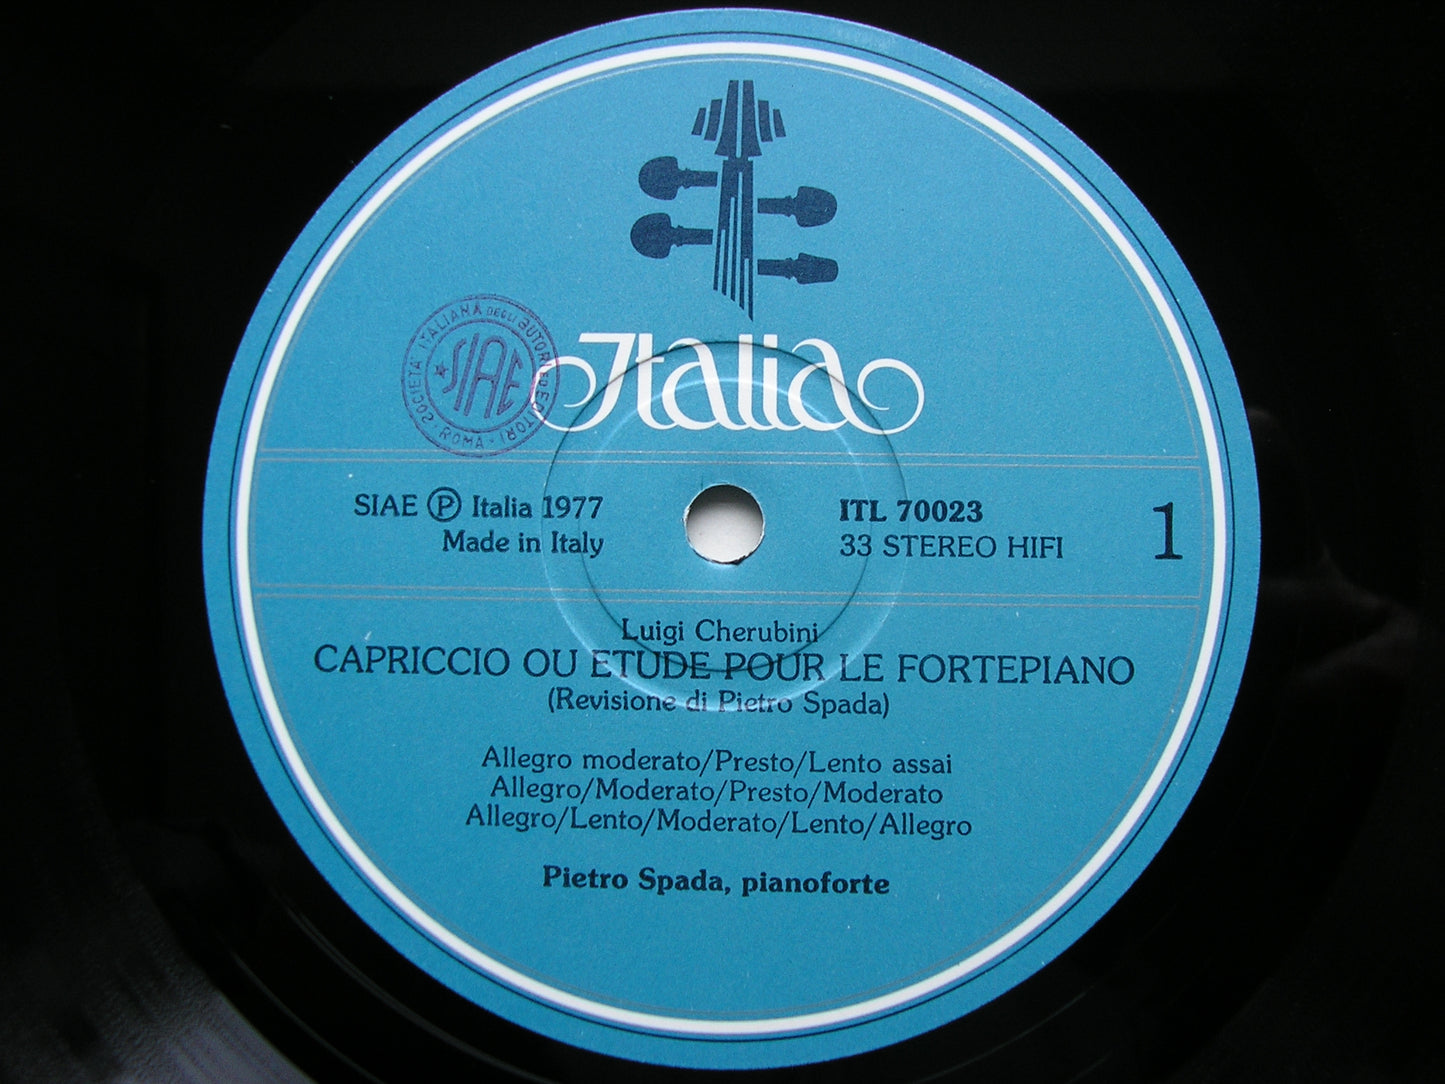 Italia
SOCIETÀ ITALIANA DEGLI AUTORI ED EDITORI
SIAE
· ROMA ·
SIAE Ⓟ Italia 1977
Made in Italy
ITL 70023
33 STEREO HIFI
1
Luigi Cherubini
CAPRICCIO OU ETUDE POUR LE FORTEPIANO
(Revisione di Pietro Spada)
Allegro moderato/Presto/Lento assai
Allegro/Moderato/Presto/Moderato
Allegro/Lento/Moderato/Lento/Allegro
Pietro Spada, pianoforte